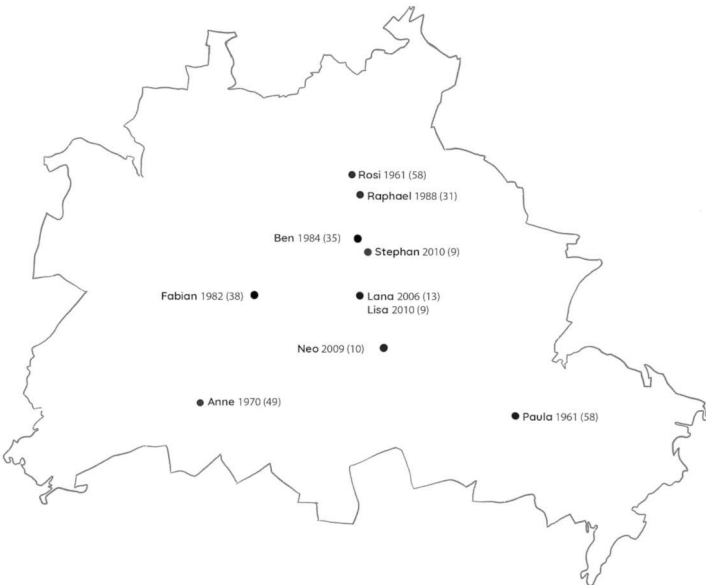 Rosi 1961 (58)
Raphael 1988 (31)
Ben 1984 (35)
Stephan 2010 (9)
Fabian 1982 (38)
Lana 2006 (13)
Lisa 2010 (9)
Neo 2009 (10)
Anne 1970 (49)
Paula 1961 (58)